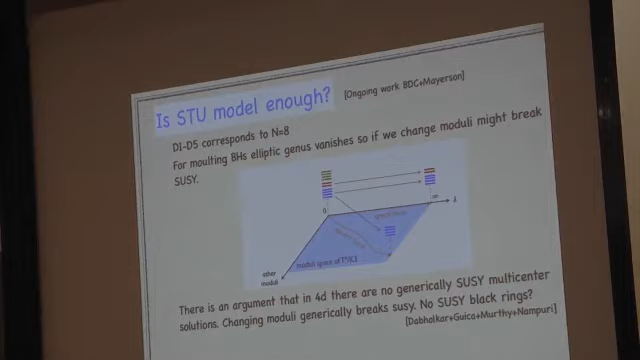 Is STU model enough?
[Ongoing work BDC+Mayerson]
D1-D5 corresponds to N=8
For moulting BHs elliptic genus vanishes so if we change moduli might break
SUSY.
0
∞
λ
moduli space of T⁴/K3
other
moduli
There is an argument that in 4d there are no generically SUSY multicenter
solutions. Changing moduli generically breaks susy. No SUSY black rings?
[Dabholkar+Guica+Murthy+Nampuri]